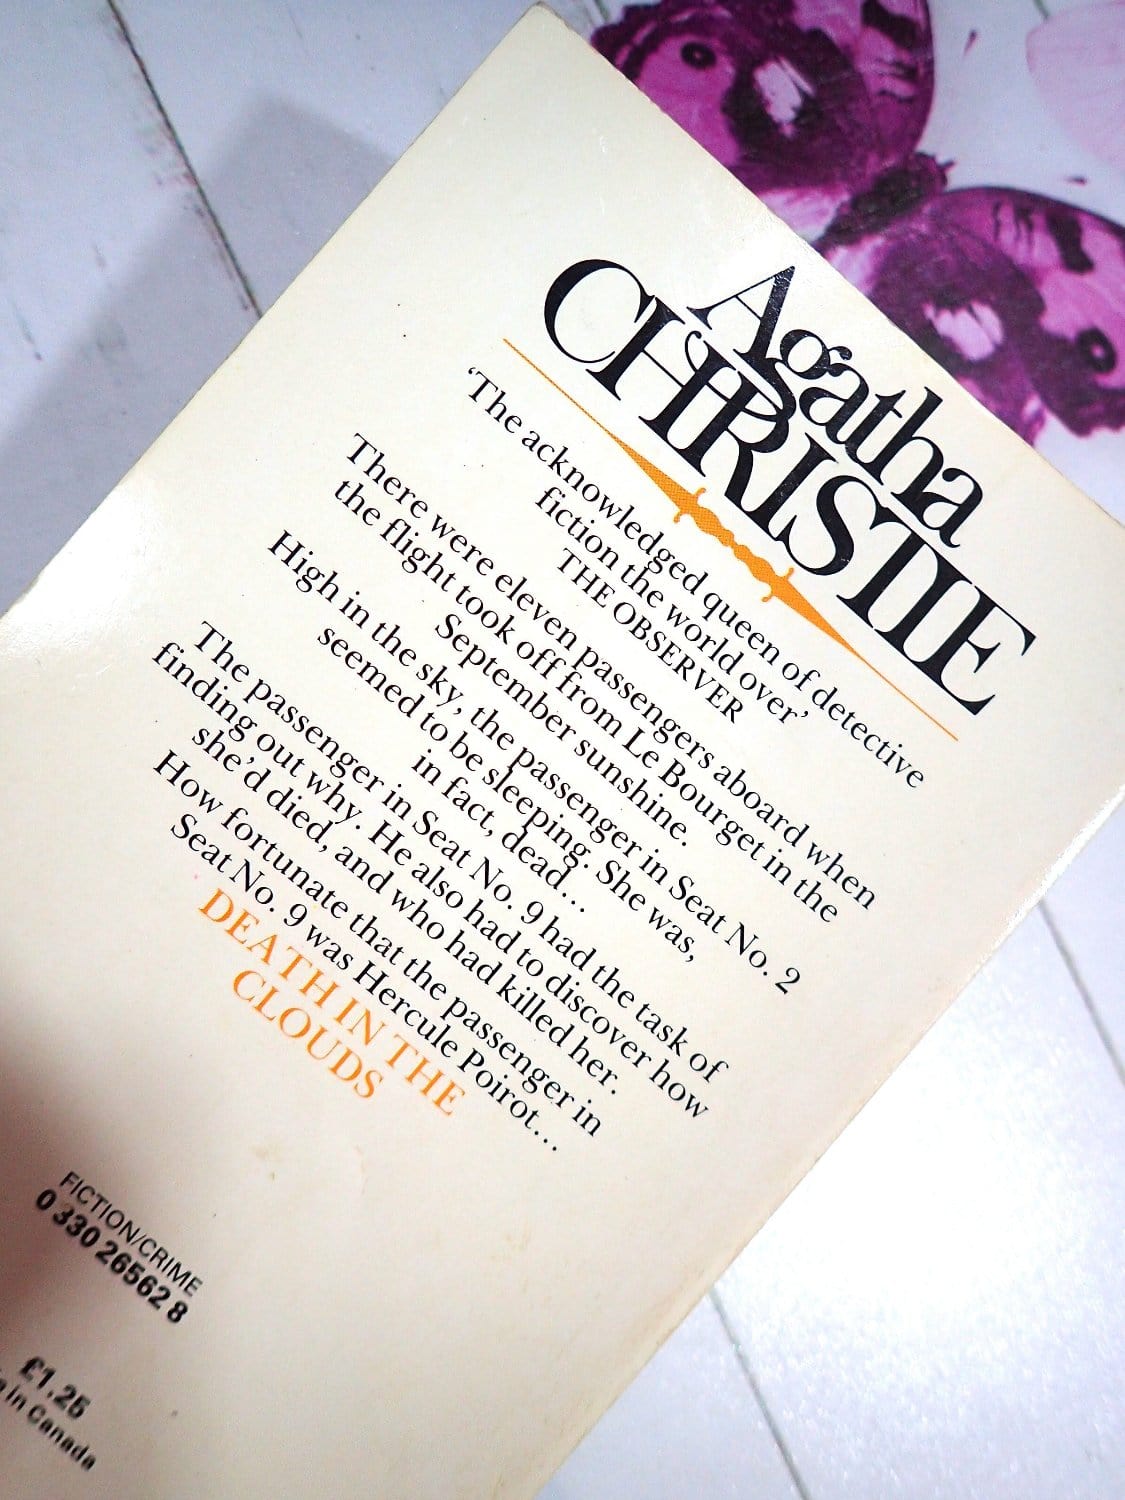 Agatha
CHRISTIE
‘The acknowledged queen of detective
fiction the world over’
THE OBSERVER
There were eleven passengers aboard when
the flight took off from Le Bourget in the
September sunshine.
High in the sky, the passenger in Seat No. 2
seemed to be sleeping. She was,
in fact, dead...
The passenger in Seat No. 9 had the task of
finding out why. He also had to discover how
she’d died, and who had killed her.
How fortunate that the passenger in
Seat No. 9 was Hercule Poirot...
DEATH IN THE
CLOUDS
FICTION/CRIME
0 330 26562 8
£1.25
in Canada